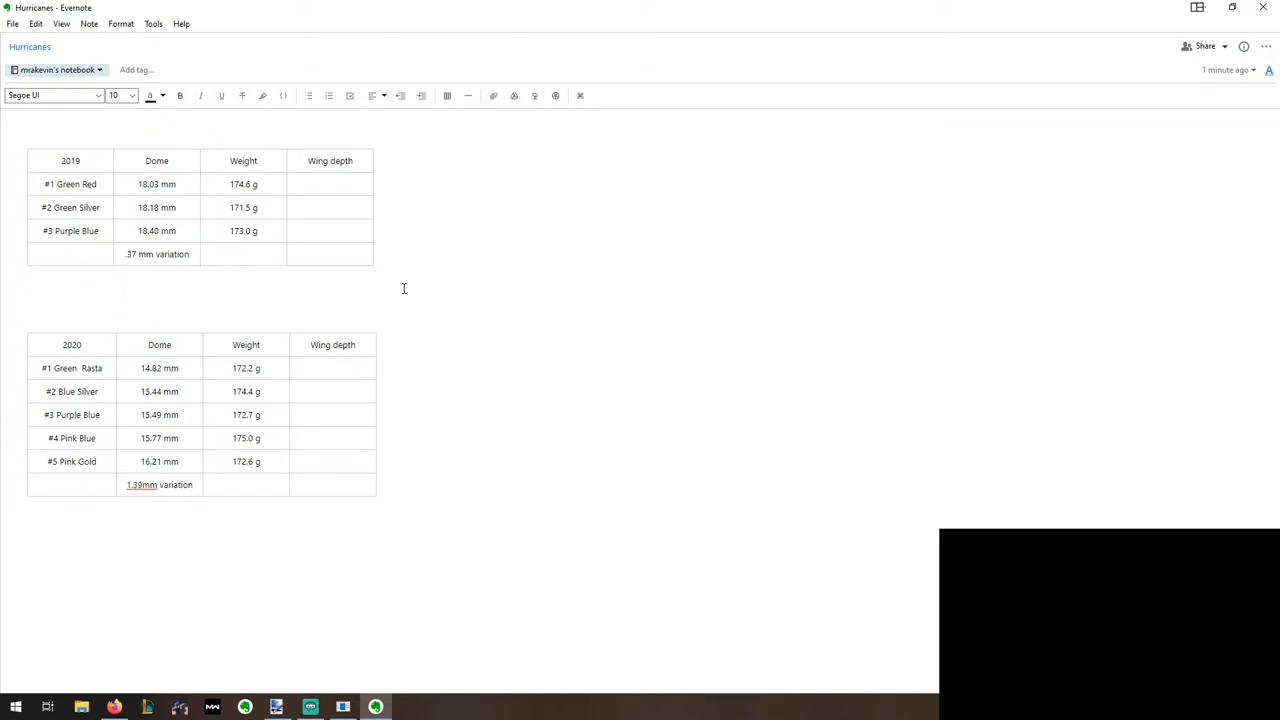 Hurricanes - Evernote
File Edit View Note Format Tools Help
Hurricanes
Share
mrakevin's notebook
Add tag...
1 minute ago
Segoe UI 10 a B I U T
2019 Dome Weight Wing depth
#1 Green Red 18.03 mm 174.6 g
#2 Green Silver 18.18 mm 171.5 g
#3 Purple Blue 18.40 mm 173.0 g
.37 mm variation
2020 Dome Weight Wing depth
#1 Green Rasta 14.82 mm 172.2 g
#2 Blue Silver 15.44 mm 174.4 g
#3 Purple Blue 15.49 mm 172.7 g
#4 Pink Blue 15.77 mm 175.0 g
#5 Pink Gold 16.21 mm 172.6 g
1.39mm variation